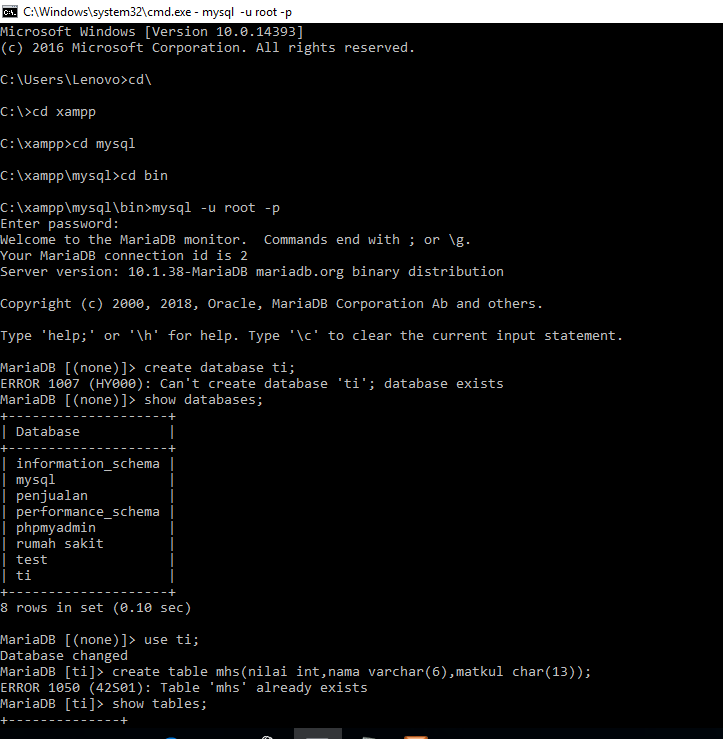 C:\Windows\system32\cmd.exe - mysql -u root -p
Microsoft Windows [Version 10.0.14393]
(c) 2016 Microsoft Corporation. All rights reserved.
C:\Users\Lenovo>cd\
C:\>cd xampp
C:\xampp>cd mysql
C:\xampp\mysql>cd bin
C:\xampp\mysql\bin>mysql -u root -p
Enter password:
Welcome to the MariaDB monitor.  Commands end with ; or \g.
Your MariaDB connection id is 2
Server version: 10.1.38-MariaDB mariadb.org binary distribution
Copyright (c) 2000, 2018, Oracle, MariaDB Corporation Ab and others.
Type 'help;' or '\h' for help. Type '\c' to clear the current input statement.
MariaDB [(none)]> create database ti;
ERROR 1007 (HY000): Can't create database 'ti'; database exists
MariaDB [(none)]> show databases;
+--------------------+
| Database           |
+--------------------+
| information_schema |
| mysql              |
| penjualan          |
| performance_schema |
| phpmyadmin         |
| rumah sakit        |
| test               |
| ti                 |
+--------------------+
8 rows in set (0.10 sec)
MariaDB [(none)]> use ti;
Database changed
MariaDB [ti]> create table mhs(nilai int,nama varchar(6),matkul char(13));
ERROR 1050 (42S01): Table 'mhs' already exists
MariaDB [ti]> show tables;
+--------------+